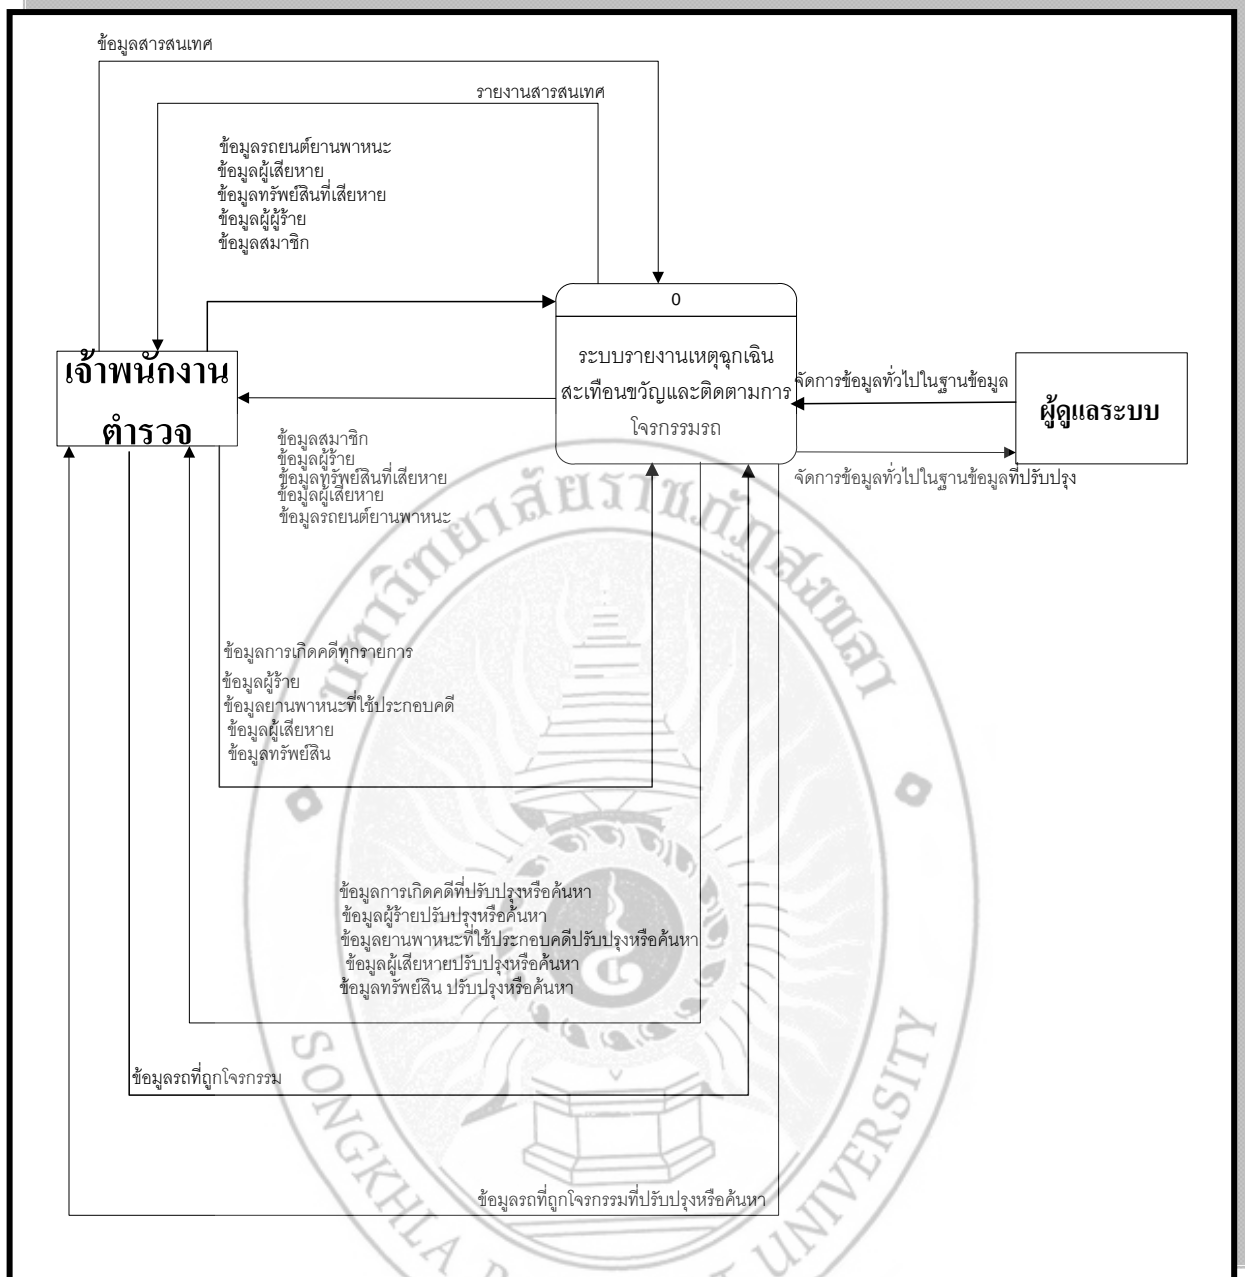 ข้อมูลสารสนเทศ
รายงานสารสนเทศ
ข้อมูลรถยนต์ยานพาหนะ
ข้อมูลผู้เสียหาย
ข้อมูลทรัพย์สินที่เสียหาย
ข้อมูลผู้ผู้ร้าย
ข้อมูลสมาชิก
0
ระบบรายงานเหตุฉุกเฉิน
สะเทือนขวัญและติดตามการ
โจรกรรมรถ
เจ้าพนักงาน
ตำรวจ
จัดการข้อมูลทั่วไปในฐานข้อมูล
ผู้ดูแลระบบ
จัดการข้อมูลทั่วไปในฐานข้อมูลที่ปรับปรุง
ข้อมูลสมาชิก
ข้อมูลผู้ร้าย
ข้อมูลทรัพย์สินที่เสียหาย
ข้อมูลผู้เสียหาย
ข้อมูลรถยนต์ยานพาหนะ
มหาวิทยาลัยราชภัฏสงขลา
ข้อมูลการเกิดคดีทุกรายการ
ข้อมูลผู้ร้าย
ข้อมูลยานพาหนะที่ใช้ประกอบคดี
ข้อมูลผู้เสียหาย
ข้อมูลทรัพย์สิน
ข้อมูลการเกิดคดีที่ปรับปรุงหรือค้นหา
ข้อมูลผู้ร้ายปรับปรุงหรือค้นหา
ข้อมูลยานพาหนะที่ใช้ประกอบคดีปรับปรุงหรือค้นหา
ข้อมูลผู้เสียหายปรับปรุงหรือค้นหา
ข้อมูลทรัพย์สิน ปรับปรุงหรือค้นหา
ข้อมูลรถที่ถูกโจรกรรม
ข้อมูลรถที่ถูกโจรกรรมที่ปรับปรุงหรือค้นหา
SONGKHLA UNIVERSITY